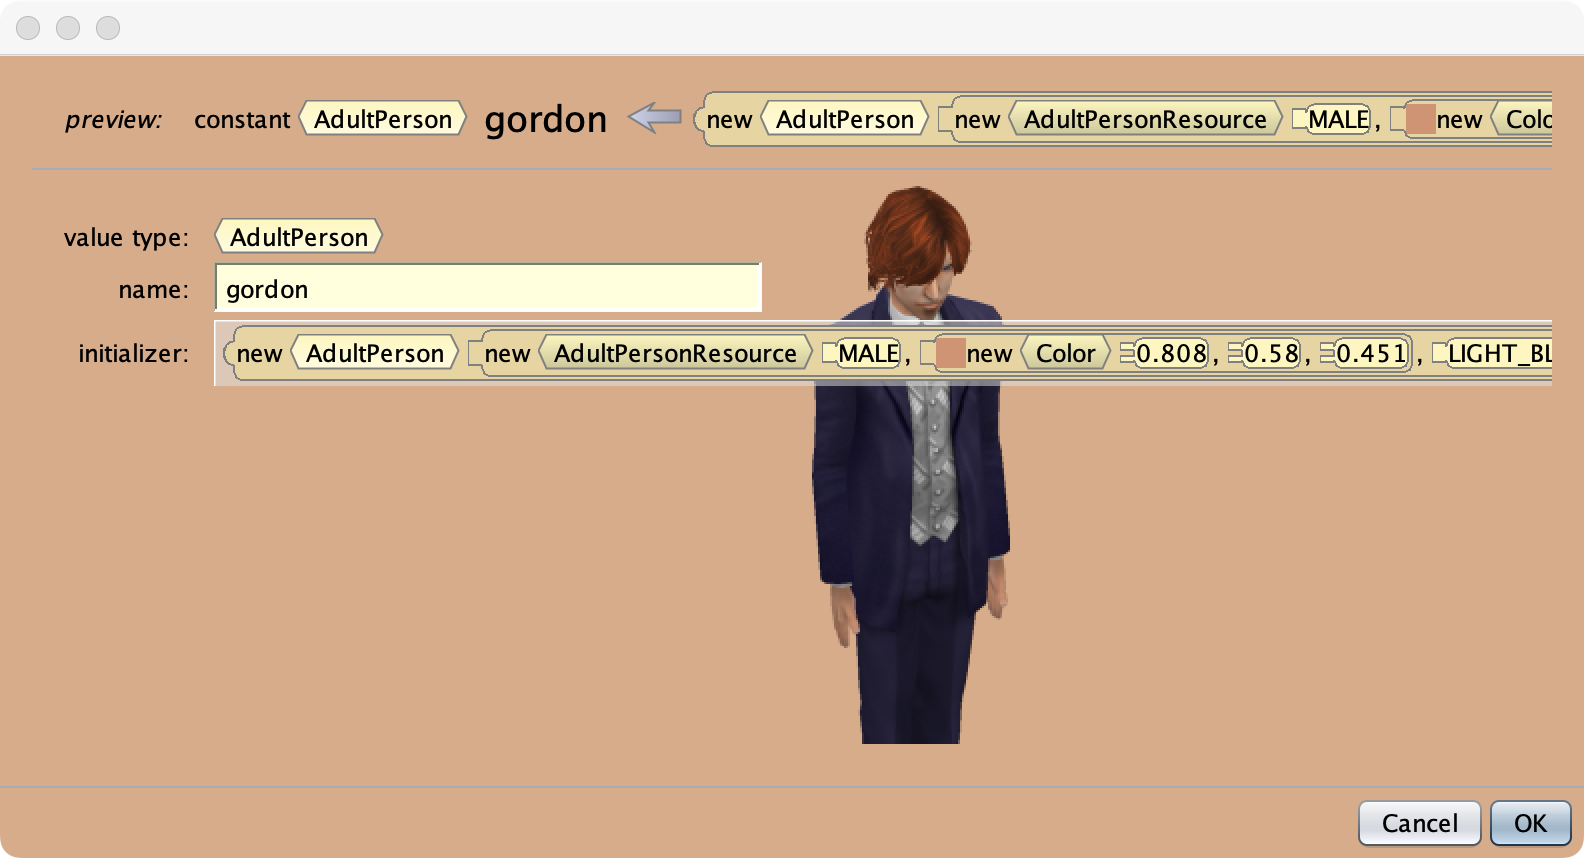 preview: constant AdultPerson gordon new AdultPerson new AdultPersonResource MALE, new
value type: AdultPerson
name: gordon
initializer: new AdultPerson new AdultPersonResource MALE, new Color 0.808, 0.58, 0.451, LIGHT_BL
Cancel OK